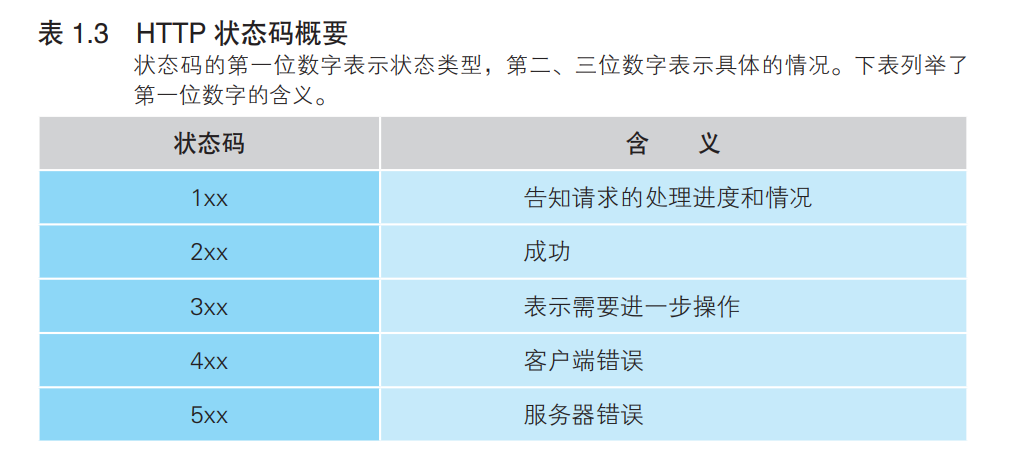 表 1.3 HTTP 状态码概要
状态码的第一位数字表示状态类型，第二、三位数字表示具体的情况。下表列举了
第一位数字的含义。
状态码 含 义
1xx 告知请求的处理进度和情况
2xx 成功
3xx 表示需要进一步操作
4xx 客户端错误
5xx 服务器错误